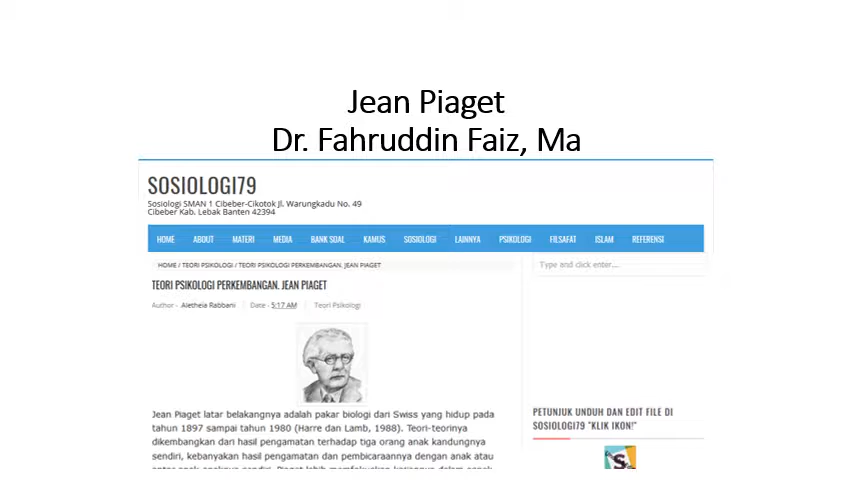 Jean Piaget
Dr. Fahruddin Faiz, Ma
SOSIOLOGI79
Sosiologi SMAN 1 Cibeber-Cikotok Jl. Warungkadu No. 49
Cibeber Kab. Lebak Banten 42394
HOME ABOUT MATERI MEDIA BANK SOAL KAMUS SOSIOLOGI LAINNYA PSIKOLOGI FILSAFAT ISLAM REFERENSI
HOME / TEORI PSIKOLOGI / TEORI PSIKOLOGI PERKEMBANGAN. JEAN PIAGET
Type and click enter....
TEORI PSIKOLOGI PERKEMBANGAN. JEAN PIAGET
Author - Aletheia Rabbani Date - 5:17 AM Teori Psikologi
Jean Piaget latar belakangnya adalah pakar biologi dari Swiss yang hidup pada
tahun 1897 sampai tahun 1980 (Harre dan Lamb, 1988). Teori-teorinya
dikembangkan dari hasil pengamatan terhadap tiga orang anak kandungnya
sendiri, kebanyakan hasil pengamatan dan pembicaraannya dengan anak atau
PETUNJUK UNDUH DAN EDIT FILE DI
SOSIOLOGI79 "KLIK IKON!"